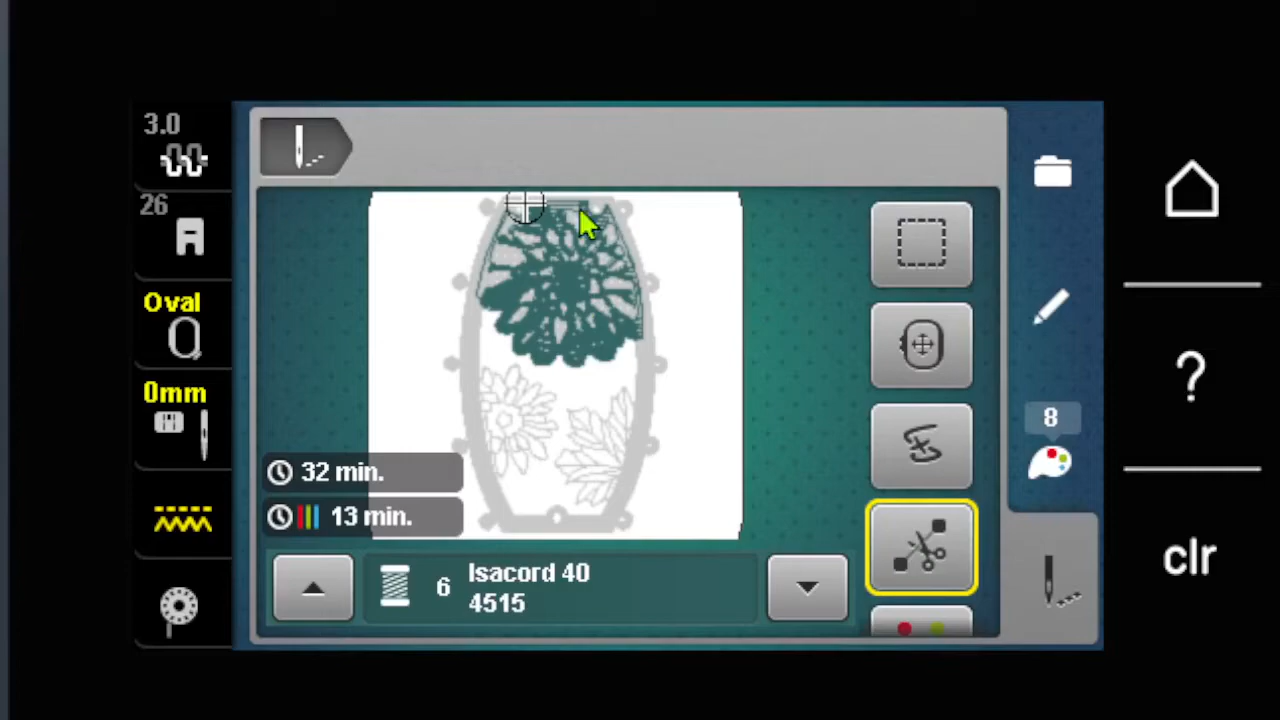 3.0
26
Oval
0mm
32 min.
13 min.
6 Isacord 40
4515
8
?
clr